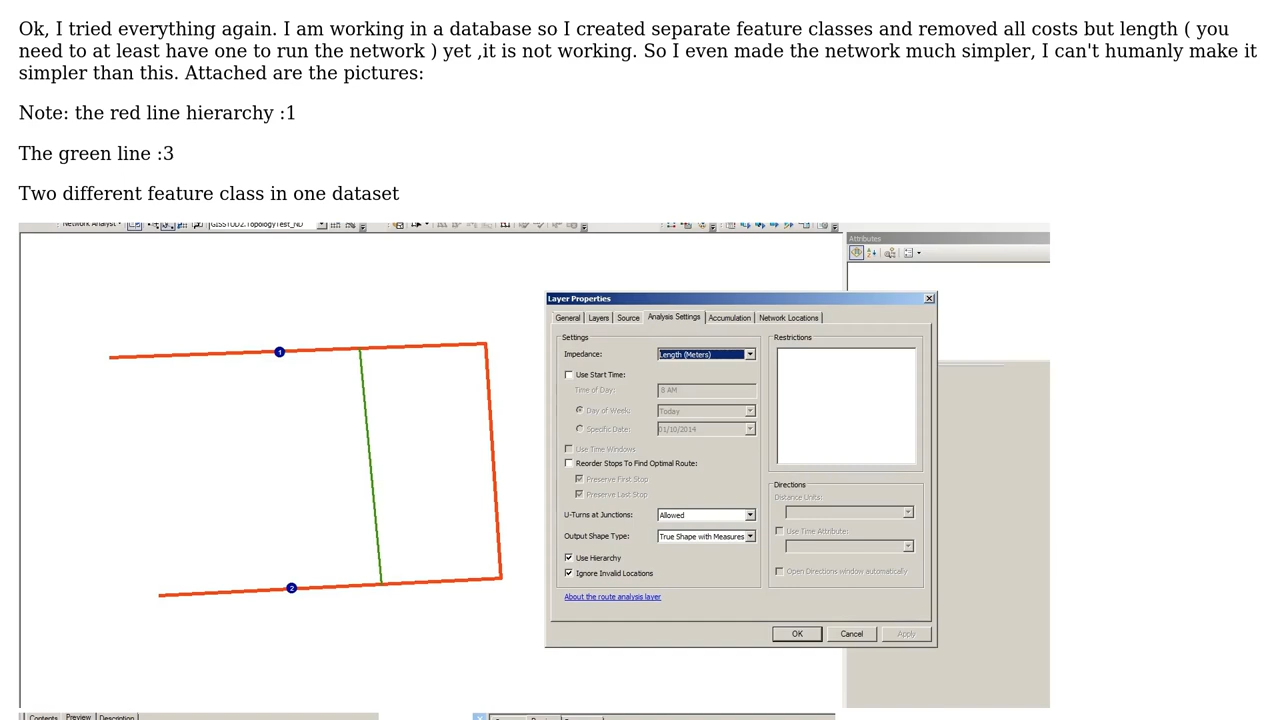 Ok, I tried everything again. I am working in a database so I created separate feature classes and removed all costs but length ( you
need to at least have one to run the network ) yet ,it is not working. So I even made the network much simpler, I can't humanly make it
simpler than this. Attached are the pictures:
Note: the red line hierarchy :1
The green line :3
Two different feature class in one dataset
Network Analyst
GISSTUDZ.TopologyTest_ND
Attributes
Layer Properties
General Layers Source Analysis Settings Accumulation Network Locations
Settings
Restrictions
Impedance: Length (Meters)
Use Start Time:
Time of Day: 8 AM
Day of Week: Today
Specific Date: 01/10/2014
Use Time Windows
Reorder Stops To Find Optimal Route:
Preserve First Stop
Preserve Last Stop
Directions
Distance Units:
U-Turns at Junctions: Allowed
Use Time Attribute:
Output Shape Type: True Shape with Measures
Use Hierarchy
Ignore Invalid Locations
Open Directions window automatically
About the route analysis layer
OK Cancel Apply
1
2
Contents Preview Description